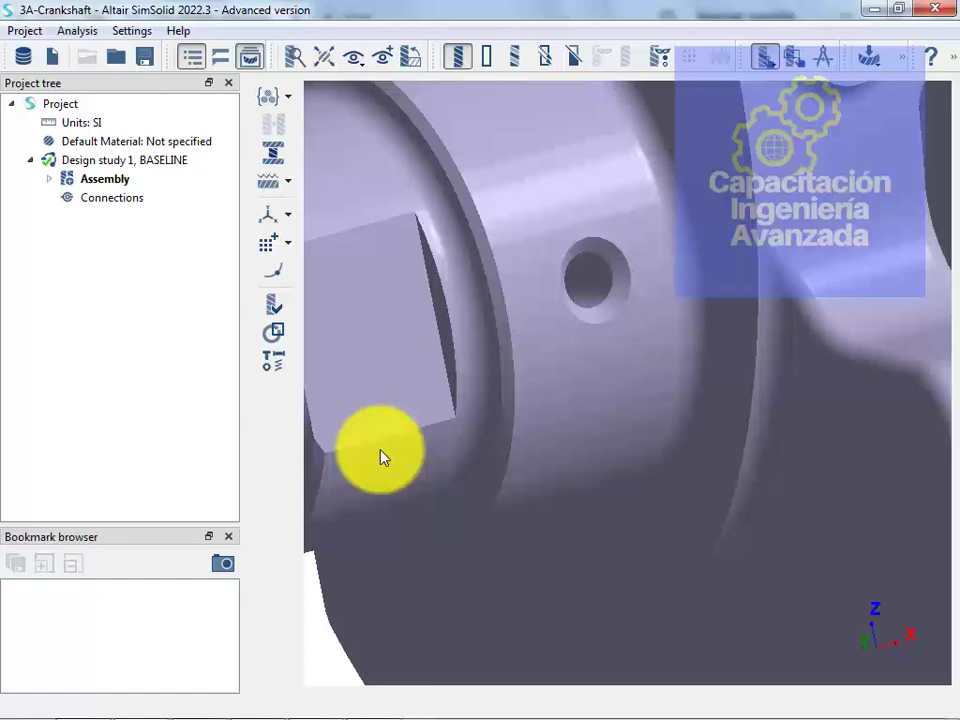 3A-Crankshaft - Altair SimSolid 2022.3 - Advanced version
Project Analysis Settings Help
Project tree
Project
Units: SI
Default Material: Not specified
Design study 1, BASELINE
Assembly
Connections
Bookmark browser
Capacitación
Ingeniería
Avanzada
Z
X
Y